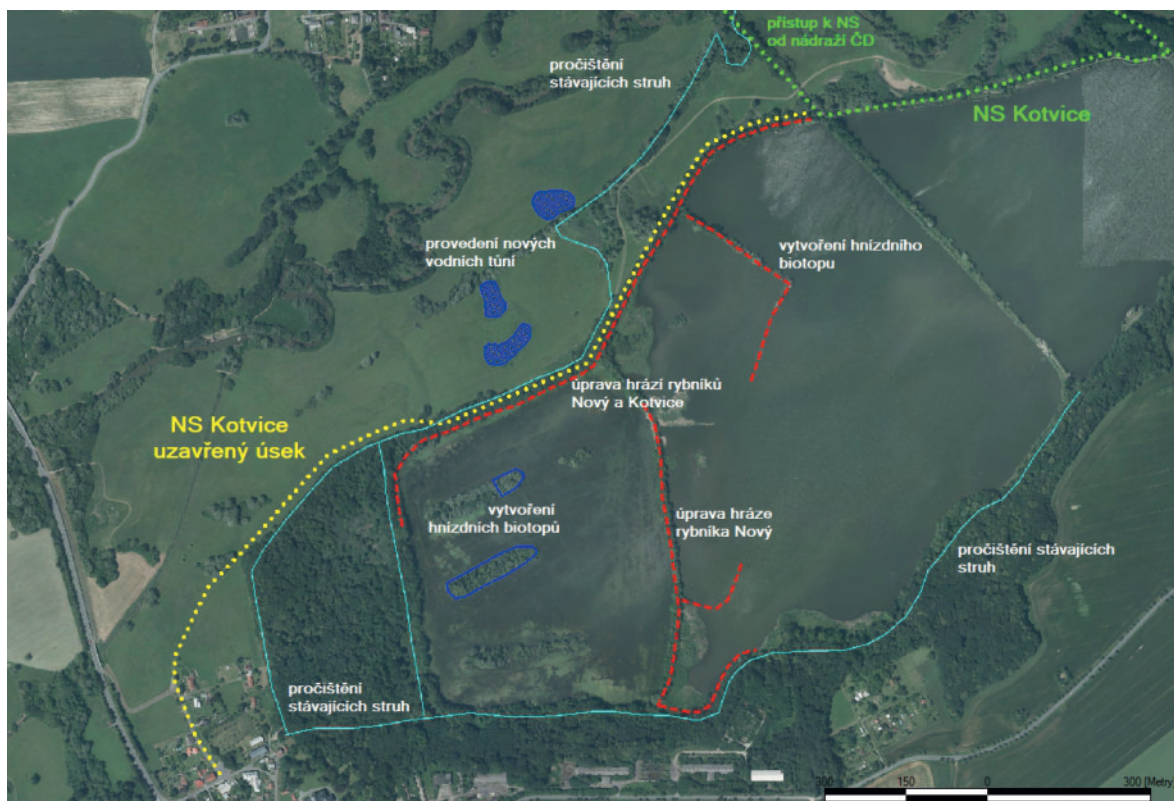 přístup k NS
od nádraží ČD
pročištění
stávajících struh
NS Kotvice
provedení nových
vodních tůní
vytvoření hnízdního
biotopu
úprava hrází rybníků
Nový a Kotvice
NS Kotvice
uzavřený úsek
vytvoření
hnízdních biotopů
úprava hráze
rybníka Nový
pročištění stávajících
struh
pročištění
stávajících struh
300 150 0 300 [Metry]